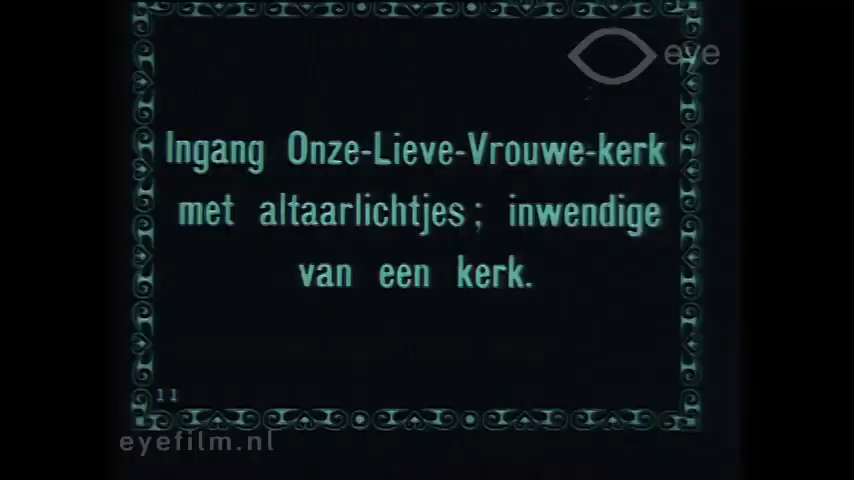 eye
Ingang Onze-Lieve-Vrouwe-kerk
met altaarlichtjes; inwendige
van een kerk.
11
eyefilm.nl